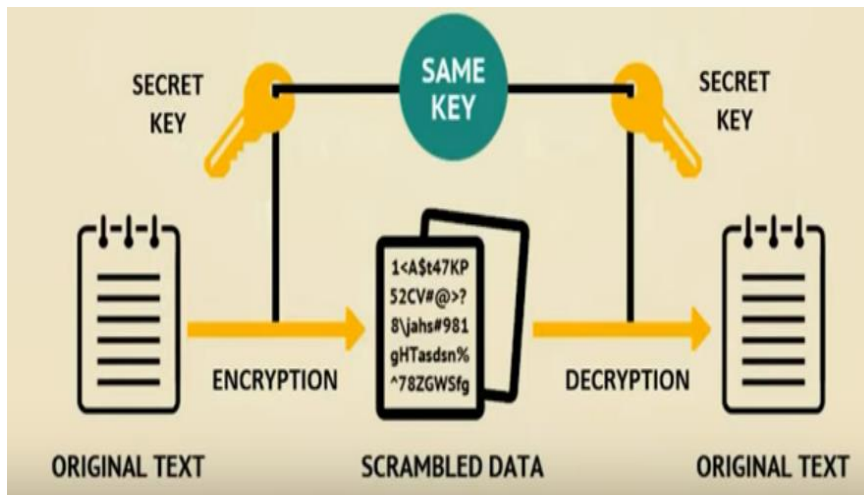 SECRET
KEY
SAME
KEY
SECRET
KEY
1<A$t47KP
52CV#@>?
8\jahs#981
gHTasdsn%
^78ZGWSfg
ENCRYPTION
DECRYPTION
ORIGINAL TEXT
SCRAMBLED DATA
ORIGINAL TEXT